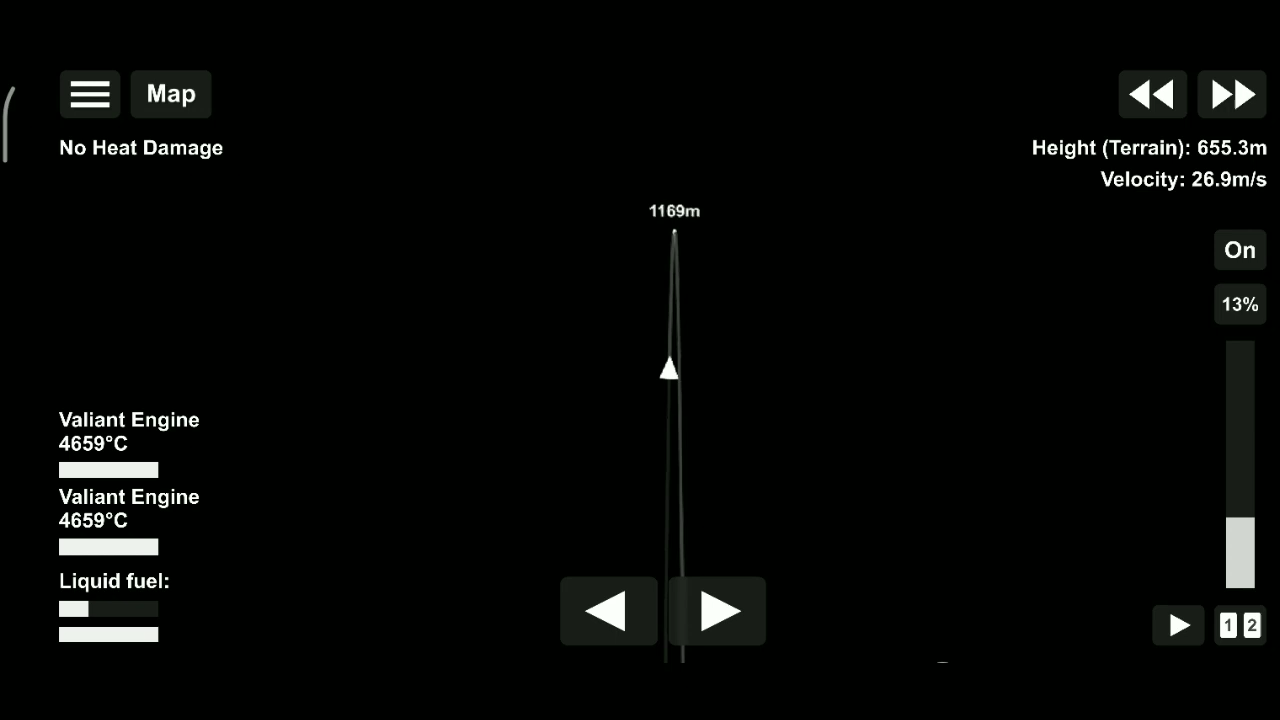 Map
No Heat Damage
Height (Terrain): 655.3m
Velocity: 26.9m/s
1169m
On
13%
Valiant Engine
4659°C
Valiant Engine
4659°C
Liquid fuel:
1 2